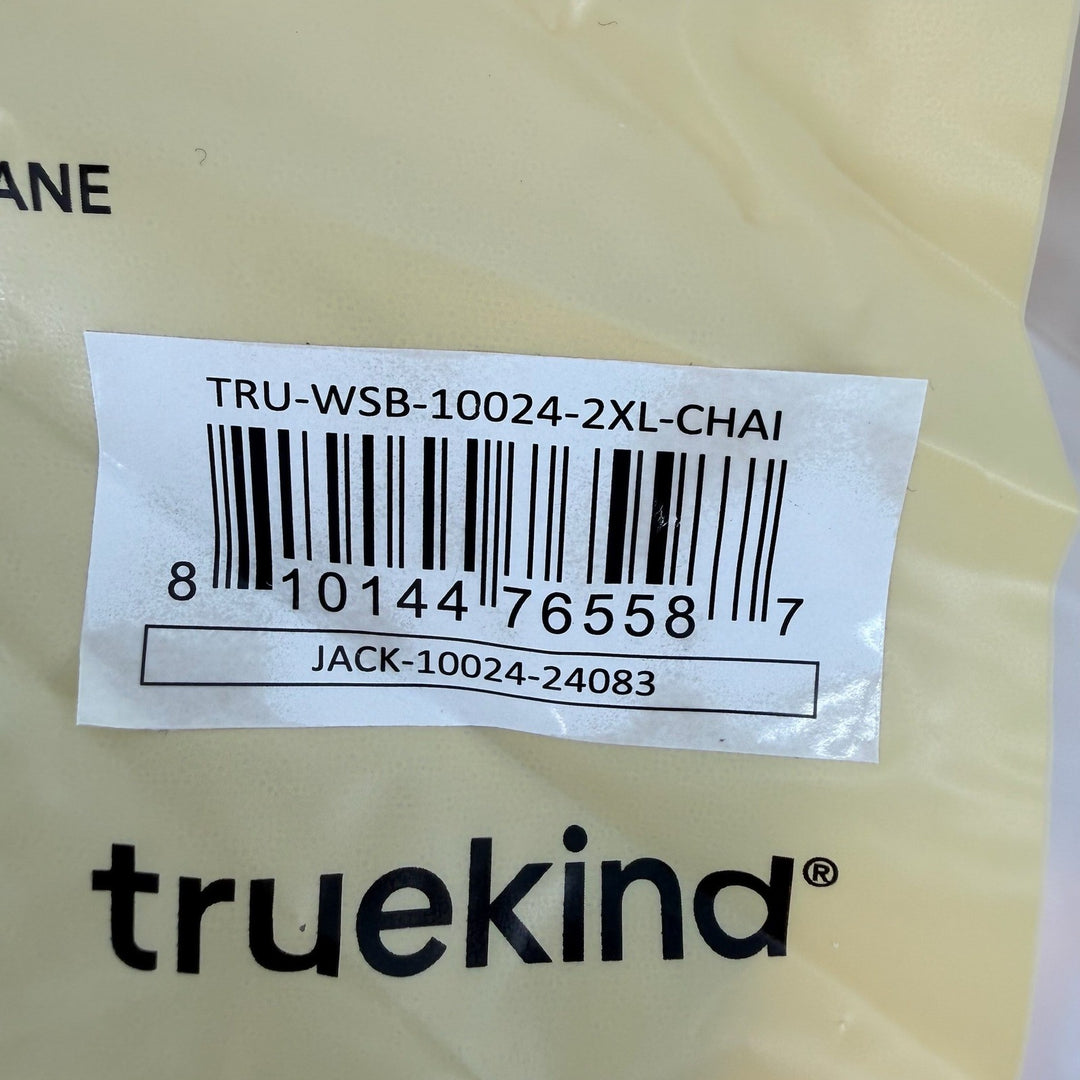 ANE
TRU-WSB-10024-2XL-CHAI
8 10144 76558 7
JACK-10024-24083
truekind®